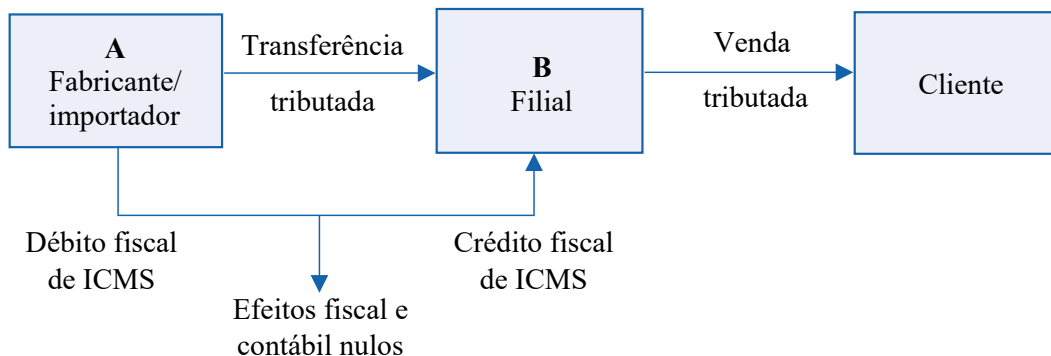 A
Fabricante/
importador
Transferência
tributada
B
Filial
Venda
tributada
Cliente
Débito fiscal
de ICMS
Crédito fiscal
de ICMS
Efeitos fiscal e
contábil nulos